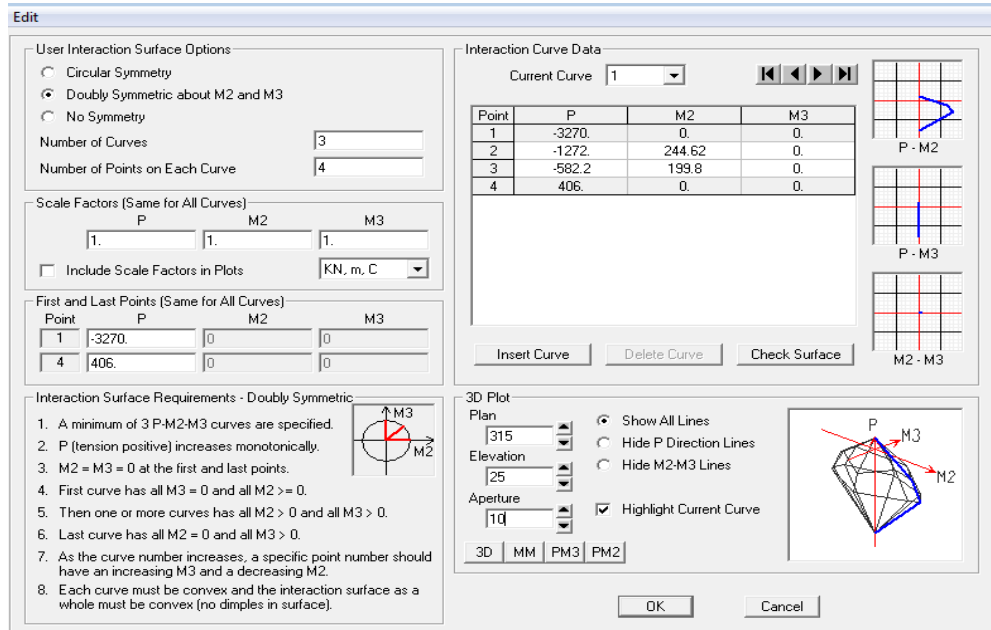 Edit
User Interaction Surface Options
Circular Symmetry
Doubly Symmetric about M2 and M3
No Symmetry
Number of Curves 3
Number of Points on Each Curve 4
Scale Factors (Same for All Curves)
P M2 M3
1. 1. 1.
Include Scale Factors in Plots KN, m, C
First and Last Points (Same for All Curves)
Point P M2 M3
1 -3270. 0 0
4 406. 0 0
Interaction Surface Requirements - Doubly Symmetric
1. A minimum of 3 P-M2-M3 curves are specified.
2. P (tension positive) increases monotonically.
3. M2 = M3 = 0 at the first and last points.
4. First curve has all M3 = 0 and all M2 >= 0.
5. Then one or more curves has all M2 > 0 and all M3 > 0.
6. Last curve has all M2 = 0 and all M3 > 0.
7. As the curve number increases, a specific point number should
have an increasing M3 and a decreasing M2.
8. Each curve must be convex and the interaction surface as a
whole must be convex (no dimples in surface).
M3
M2
Interaction Curve Data
Current Curve 1
Point P M2 M3
1 -3270. 0. 0.
2 -1272. 244.62 0.
3 -582.2 199.8 0.
4 406. 0. 0.
Insert Curve Delete Curve Check Surface
P - M2
P - M3
M2 - M3
3D Plot
Plan
315
Elevation
25
Aperture
10
Show All Lines
Hide P Direction Lines
Hide M2-M3 Lines
Highlight Current Curve
3D MM PM3 PM2
P
M3
M2
OK Cancel